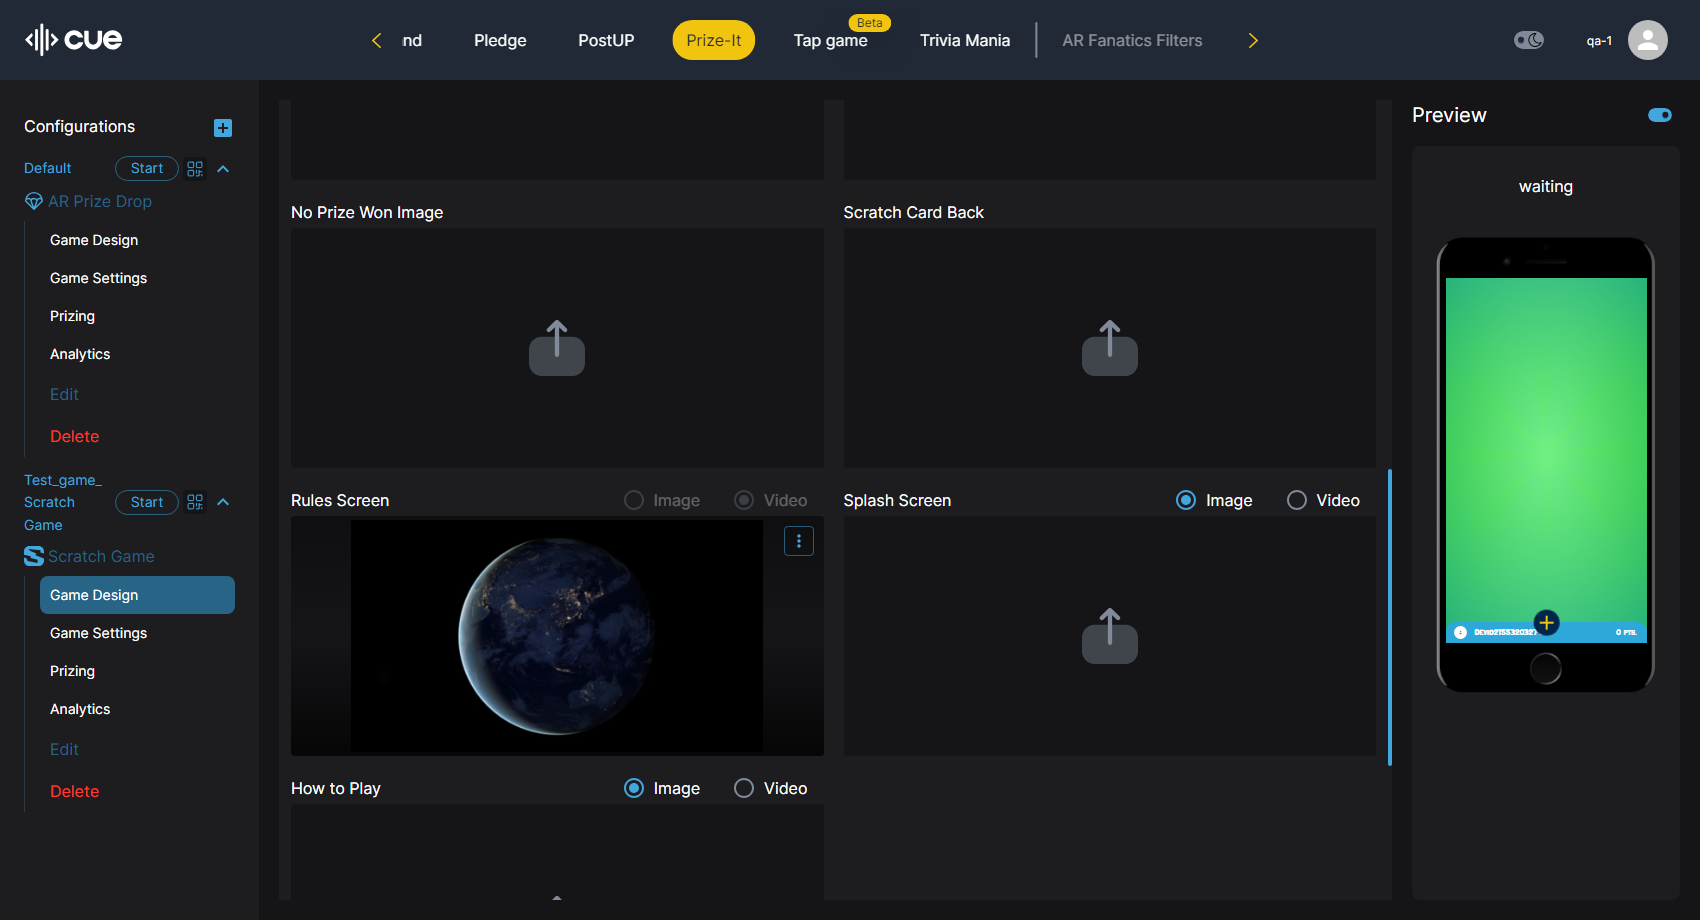 cue
nd
Pledge
PostUP
Prize-It
Beta
Tap game
Trivia Mania
AR Fanatics Filters
qa-1
Configurations
Default
Start
AR Prize Drop
Game Design
Game Settings
Prizing
Analytics
Edit
Delete
Test_game_
Scratch
Game
Start
Scratch Game
Game Design
Game Settings
Prizing
Analytics
Edit
Delete
No Prize Won Image
Scratch Card Back
Rules Screen
Image
Video
Splash Screen
Image
Video
How to Play
Image
Video
Preview
waiting
0 PTS.